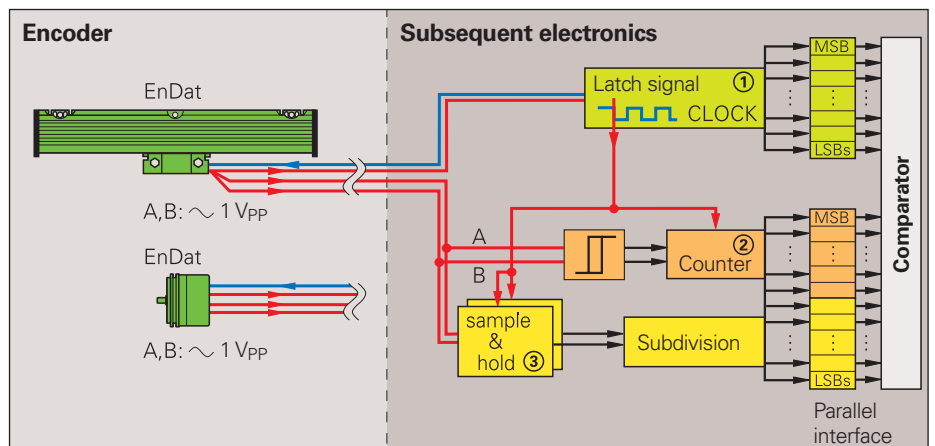 Encoder
Subsequent electronics
EnDat
A,B: ∼ 1 VPP
EnDat
A,B: ∼ 1 VPP
Latch signal ①
CLOCK
MSB
LSBs
A
B
②
Counter
MSB
sample
&
hold ③
Subdivision
LSBs
Comparator
Parallel
interface